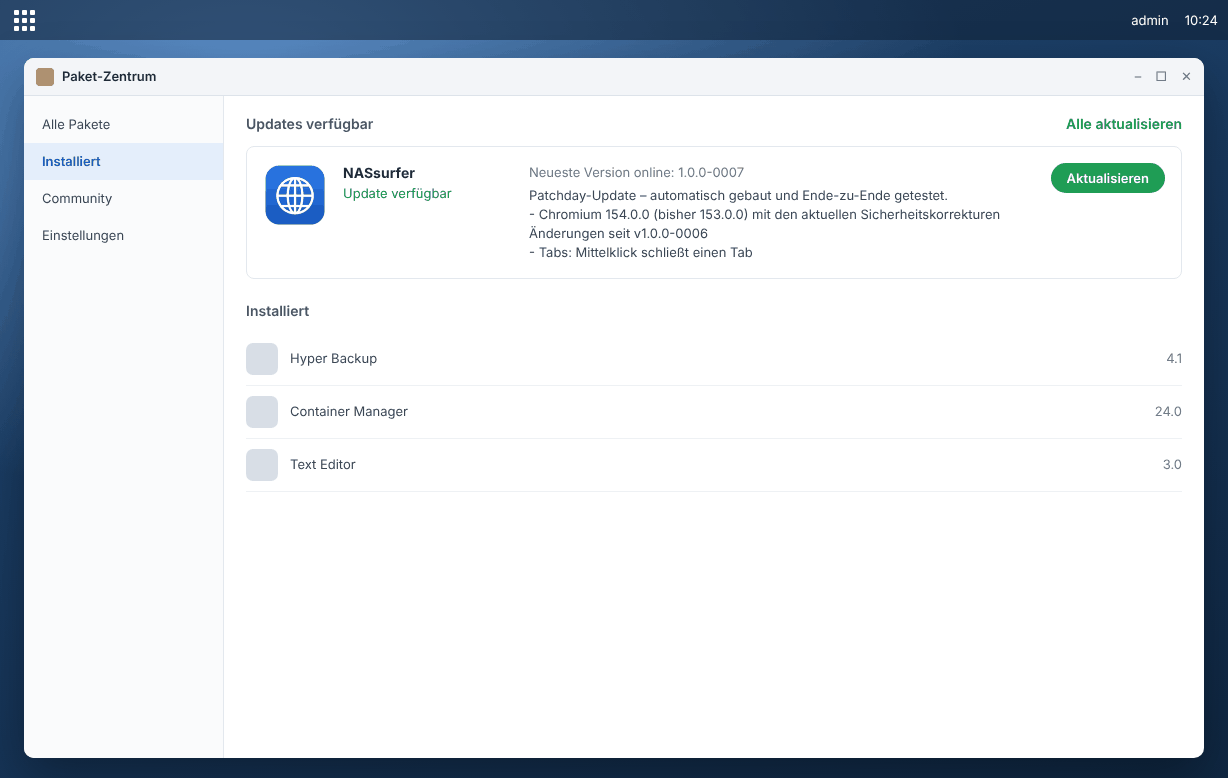 admin 10:24
Paket-Zentrum
Alle Pakete
Installiert
Community
Einstellungen
Updates verfügbar
Alle aktualisieren
NASsurfer
Update verfügbar
Neueste Version online: 1.0.0-0007
Patchday-Update – automatisch gebaut und Ende-zu-Ende getestet.
- Chromium 154.0.0 (bisher 153.0.0) mit den aktuellen Sicherheitskorrekturen
Änderungen seit v1.0.0-0006
- Tabs: Mittelklick schließt einen Tab
Aktualisieren
Installiert
Hyper Backup 4.1
Container Manager 24.0
Text Editor 3.0